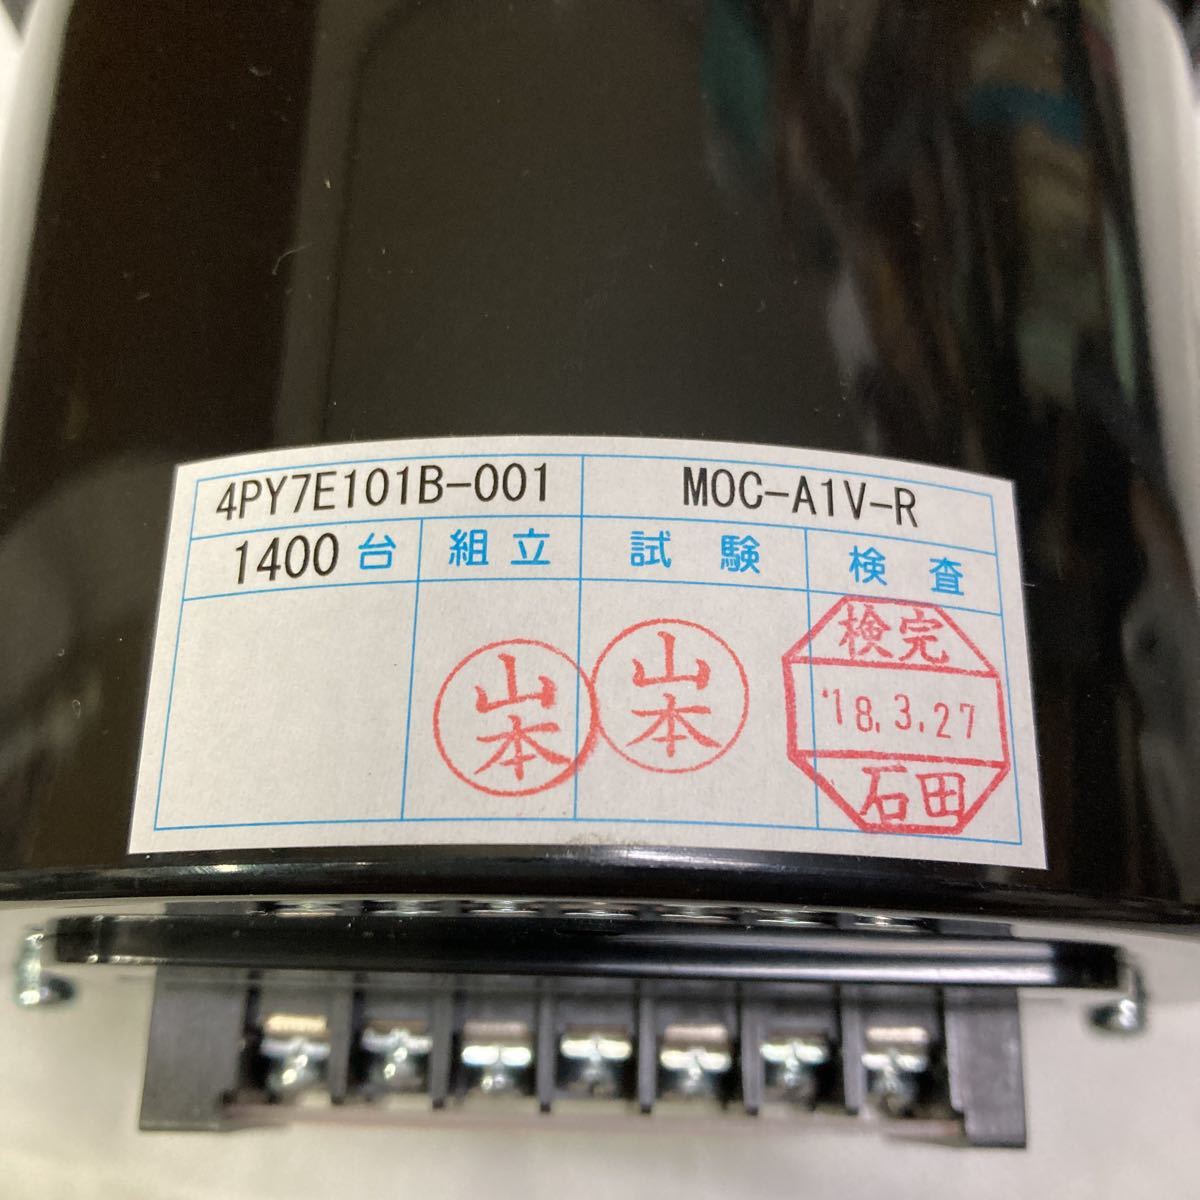 4PY7E101B-001 MOC-A1V-R
1400 台 組立 試験 検査
山本 山本 検完
'18.3.27
石田